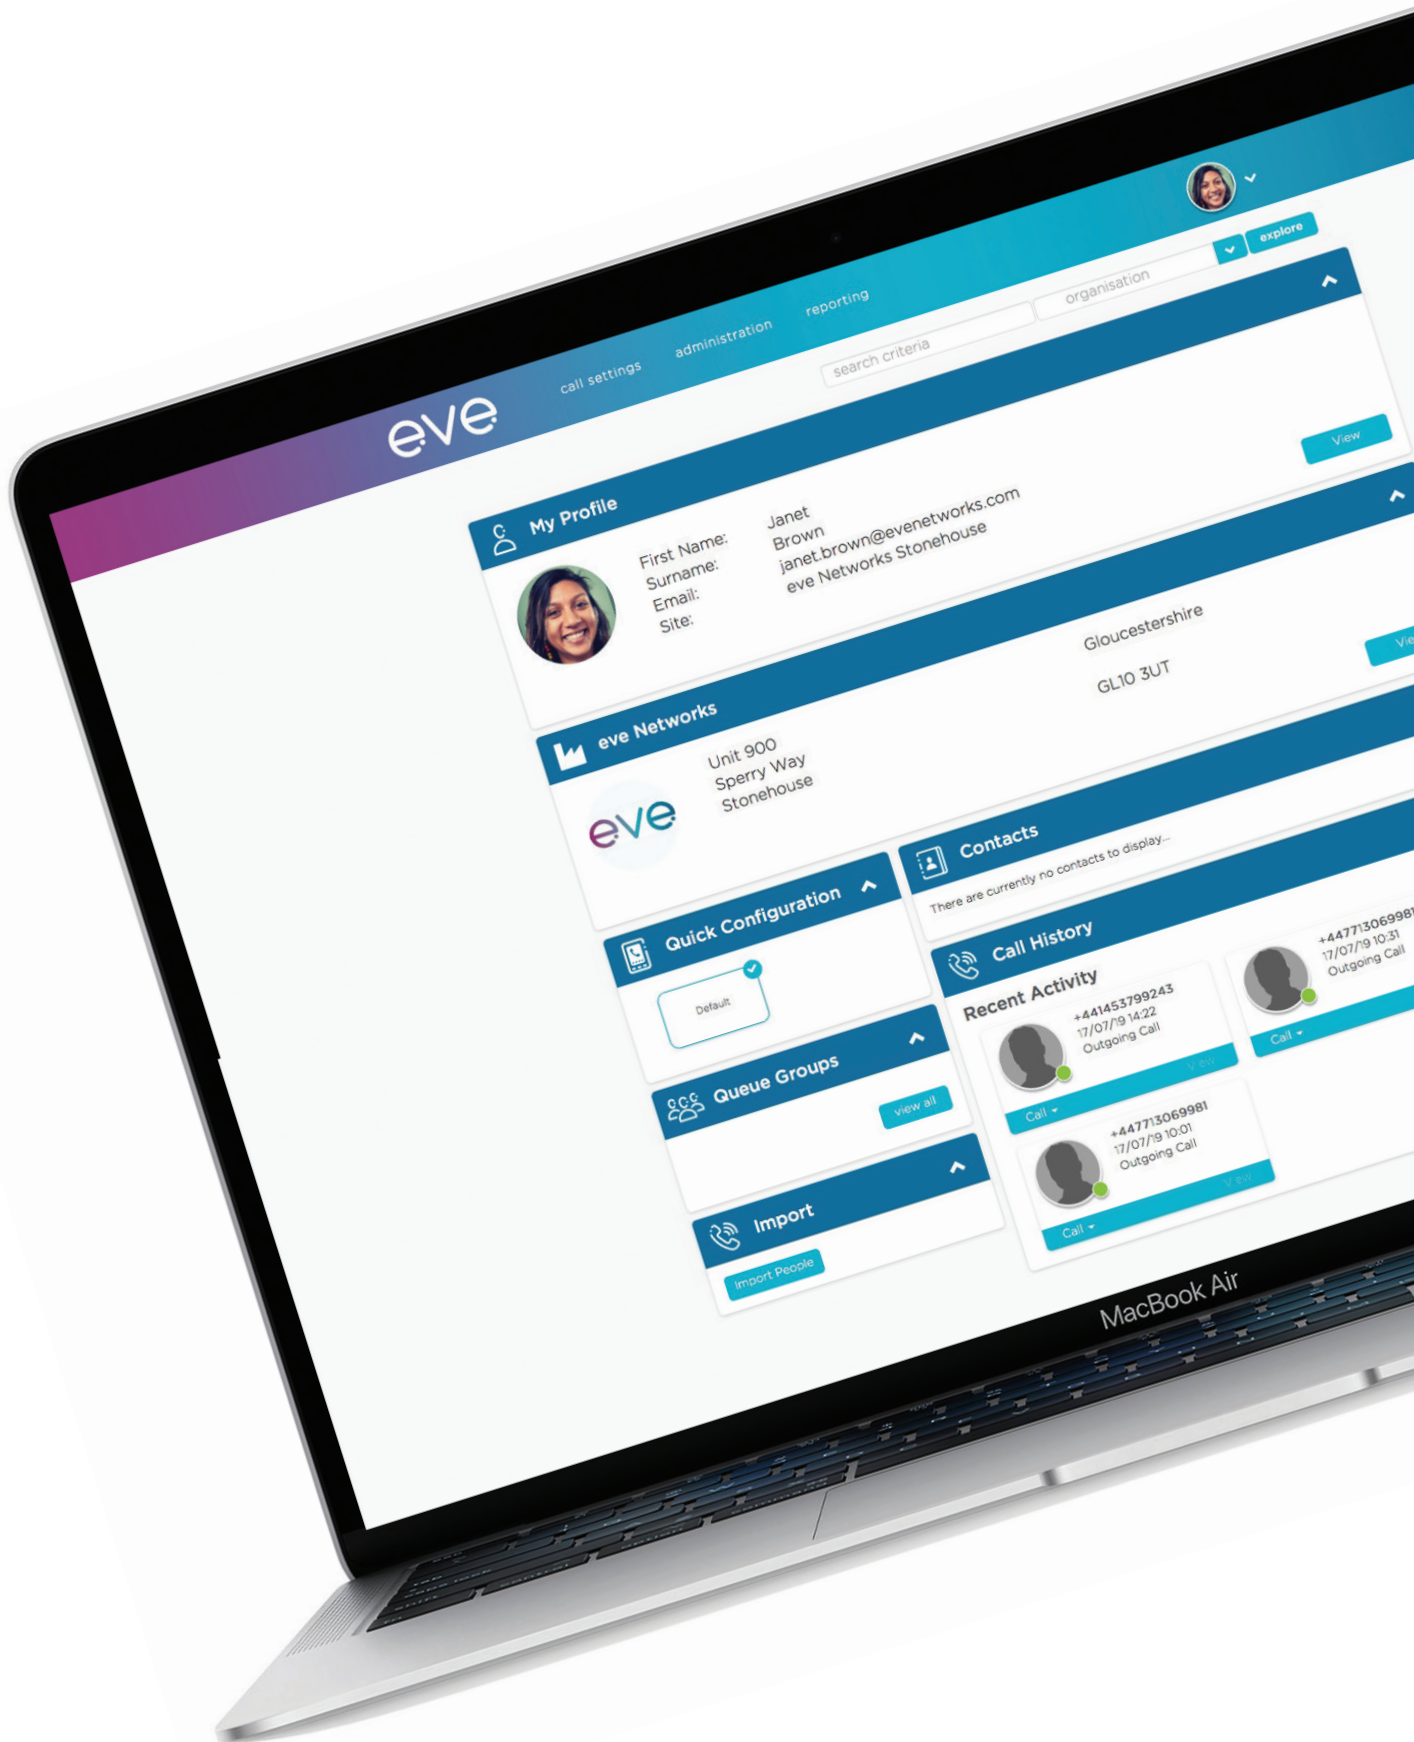 eve
call settings
administration
reporting
search criteria
organisation
explore
My Profile
First Name: Janet
Surname: Brown
Email: janet.brown@evenetworks.com
Site: eve Networks Stonehouse
View
eve Networks
eve
Unit 900
Sperry Way
Stonehouse
Gloucestershire
GL10 3UT
Quick Configuration
Default
Queue Groups
view all
Import
Import People
Contacts
There are currently no contacts to display...
Call History
Recent Activity
+441453799243
17/07/19 14:22
Outgoing Call
Call
View
+447713069981
17/07/19 10:31
Outgoing Call
Call
+447713069981
17/07/19 10:01
Outgoing Call
Call
View
MacBook Air